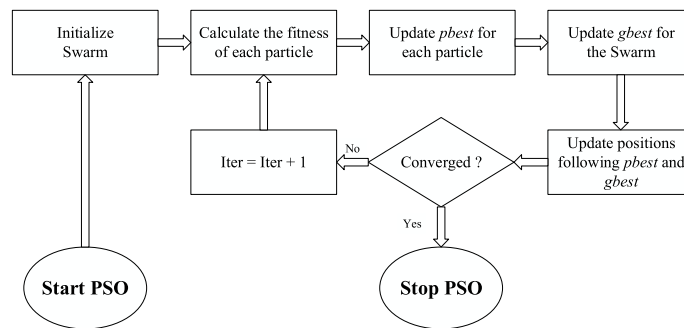 Initialize
Swarm
Calculate the fitness
of each particle
Update pbest for
each particle
Update gbest for
the Swarm
Update positions
following pbest and
gbest
Converged ?
No
Iter = Iter + 1
Yes
Start PSO
Stop PSO